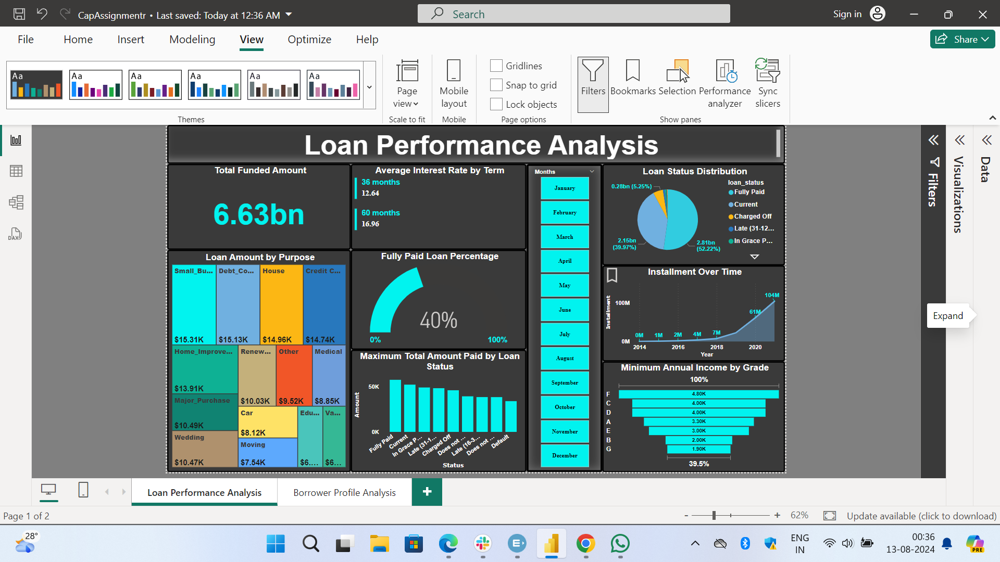 CapAssignmentr • Last saved: Today at 12:36 AM
Search
Sign in
File Home Insert Modeling View Optimize Help
Share
Aa Aa Aa Aa Aa Aa
Page view
Mobile layout
Gridlines
Snap to grid
Lock objects
Filters
Bookmarks
Selection
Performance analyzer
Sync slicers
Themes
Scale to fit
Mobile
Page options
Show panes
Loan Performance Analysis
Total Funded Amount
6.63bn
Average Interest Rate by Term
36 months
12.64
60 months
16.96
Months
January
February
March
April
May
June
July
August
September
October
November
December
Loan Status Distribution
0.28bn (5.25%)
2.15bn
(39.97%)
2.81bn
(52.22%)
loan_status
Fully Paid
Current
Charged Off
Late (31-12...
In Grace P...
Loan Amount by Purpose
Small_Bu...
$15.31K
Debt_Co...
$15.13K
House
$14.96K
Credit C...
$14.74K
Home_Improve...
$13.91K
Renew...
$10.03K
Other
$9.52K
Medical
$8.85K
Major_Purchase
$10.49K
Car
$8.12K
Edu...
$6....
Va...
$6...
Wedding
$10.47K
Moving
$7.54K
Fully Paid Loan Percentage
40%
0%
100%
Maximum Total Amount Paid by Loan
Status
Amount
50K
0K
Fully Paid
Current
In Grace P...
Late (31-1...
Charged Off
Does not ...
Late (16-3...
Does not ...
Default
Status
Installment Over Time
Installment
100M
0M
0M 1M 2M 4M 7M 61M 104M
2014 2016 2018 2020
Year
Minimum Annual Income by Grade
100%
F 4.80K
C 4.00K
D 4.00K
A 3.30K
E 3.00K
B 2.00K
G 1.90K
39.5%
Filters
Visualizations
Data
Expand
Loan Performance Analysis
Borrower Profile Analysis
+
Page 1 of 2
- + 62%
Update available (click to download)
28°
DAX
E
ENG
IN
00:36
13-08-2024
PRE